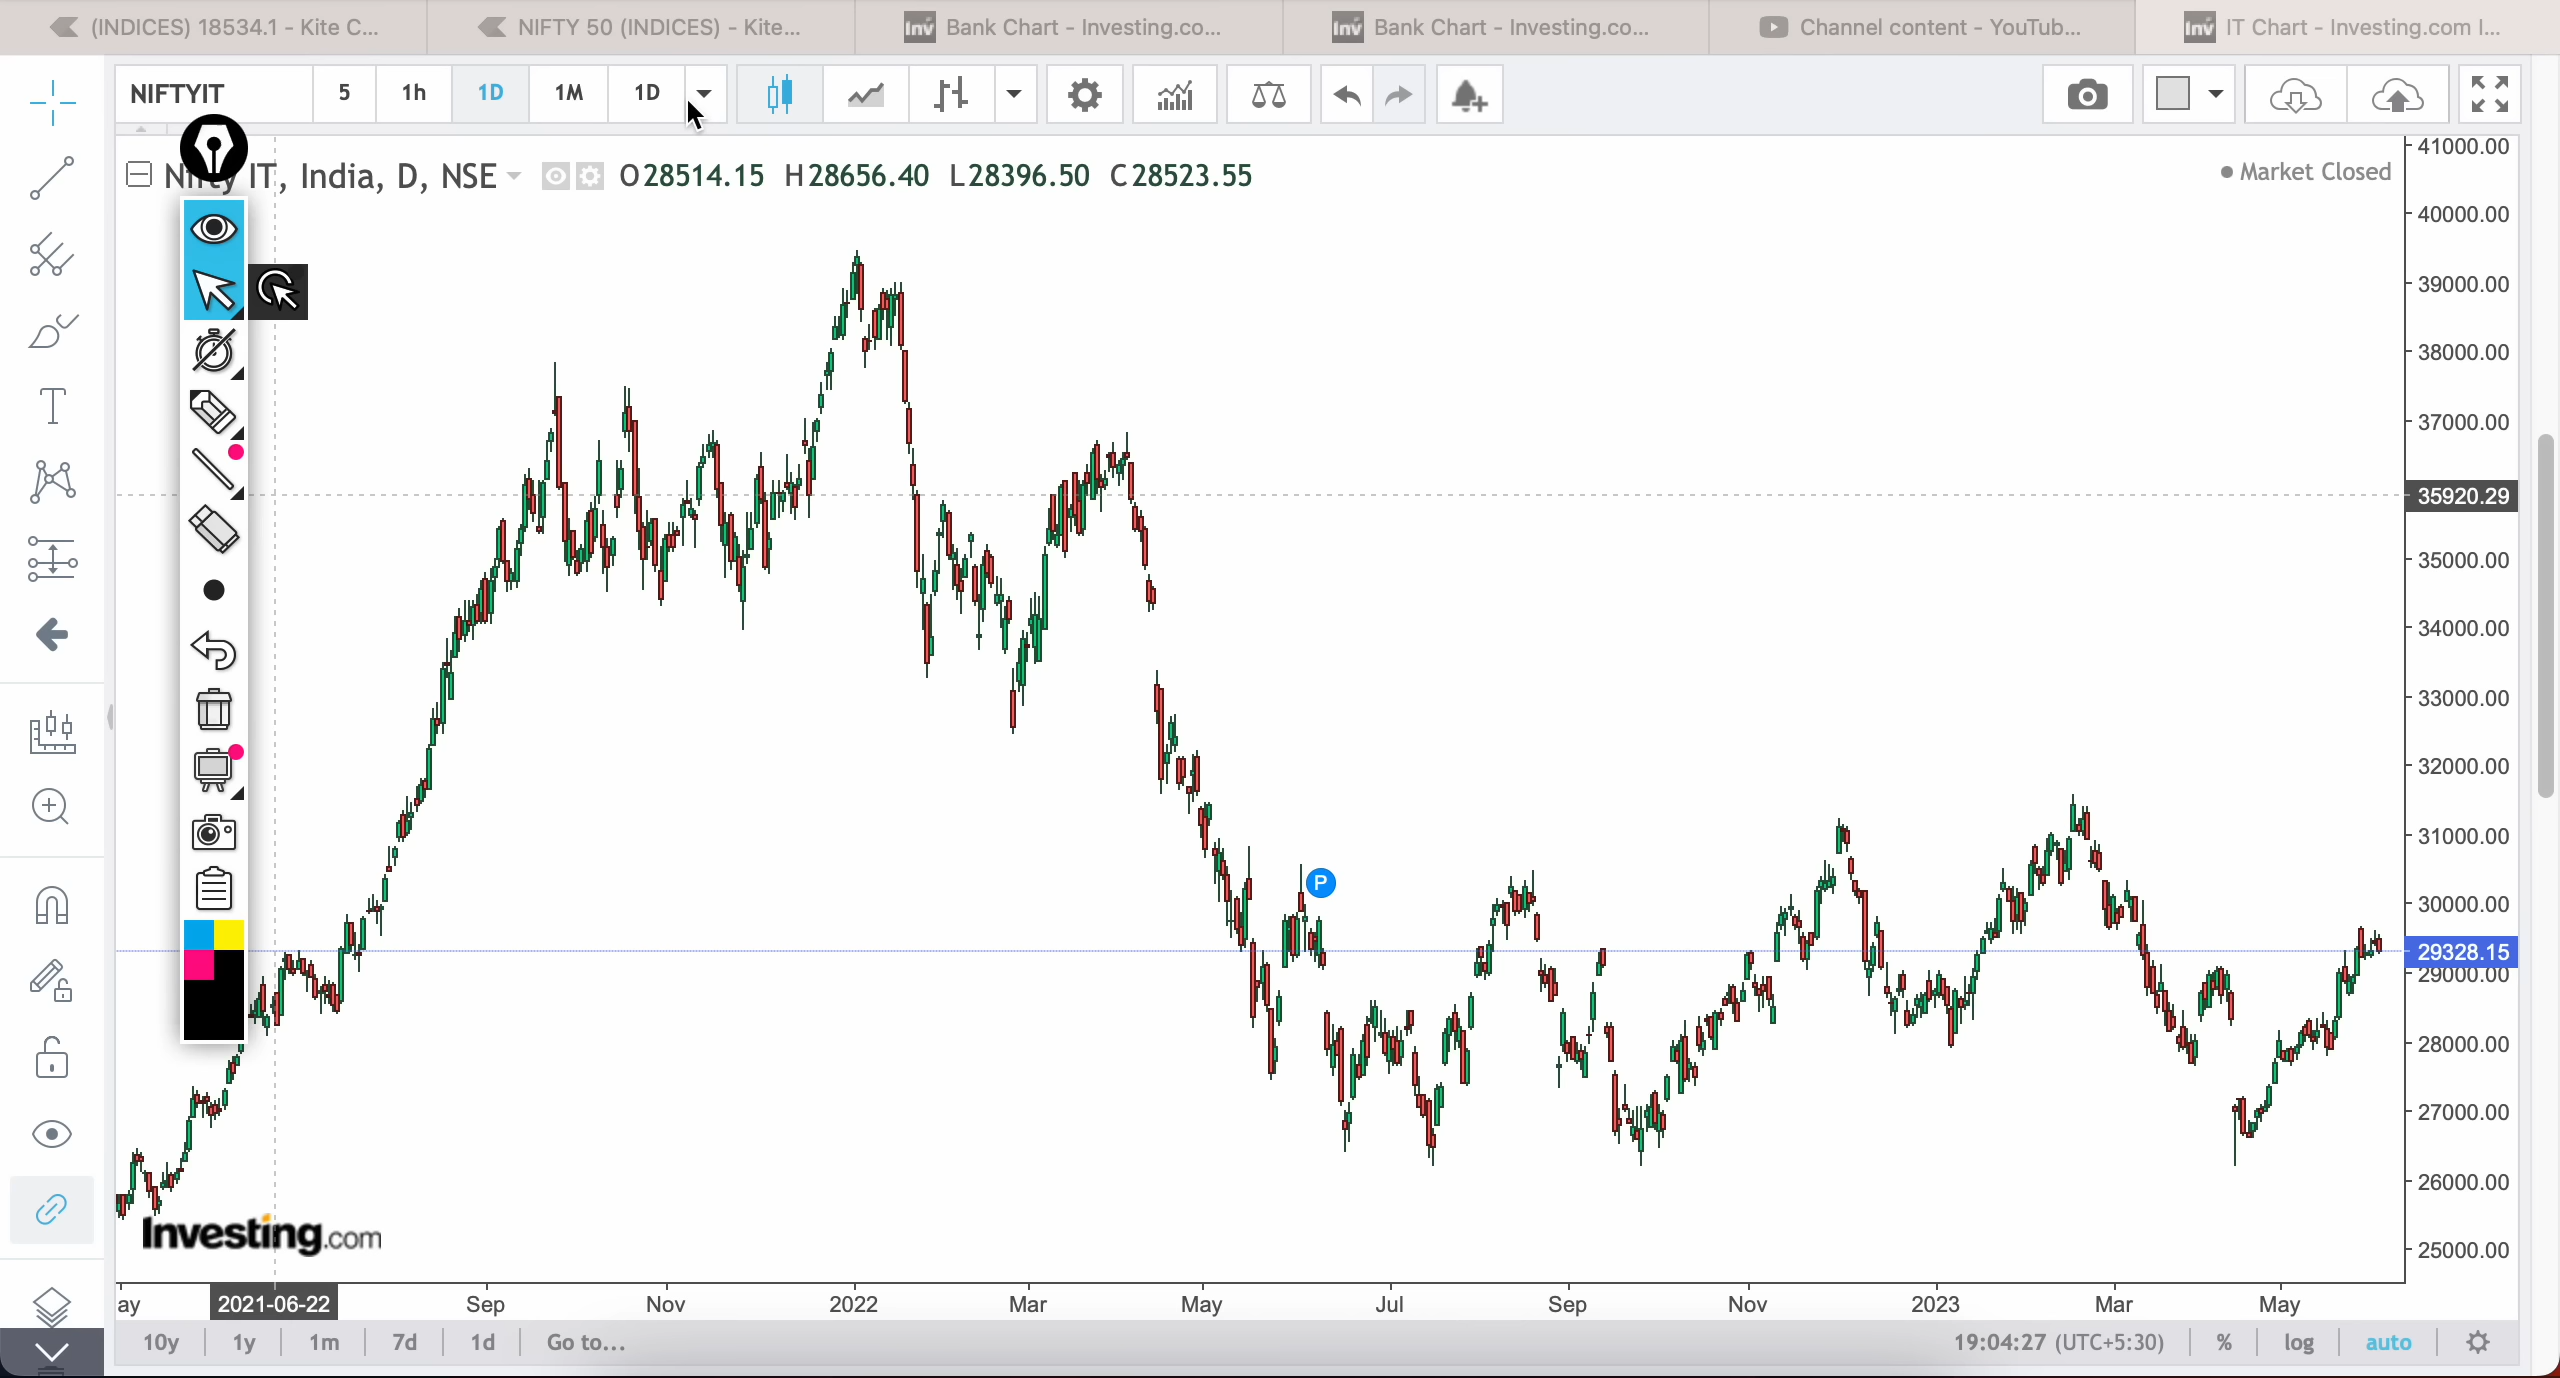 (INDICES) 18534.1 - Kite C...
NIFTY 50 (INDICES) - Kite...
Inv Bank Chart - Investing.co...
Inv Bank Chart - Investing.co...
Channel content - YouTub...
Inv IT Chart - Investing.com I...
NIFTYIT 5 1h 1D 1M 1D
Nifty IT, India, D, NSE O28514.15 H28656.40 L28396.50 C28523.55
Market Closed
41000.00
40000.00
39000.00
38000.00
37000.00
35920.29
35000.00
34000.00
33000.00
32000.00
31000.00
P
30000.00
29328.15
29000.00
28000.00
27000.00
26000.00
25000.00
Investing.com
ay 2021-06-22 Sep Nov 2022 Mar May Jul Sep Nov 2023 Mar May
10y 1y 1m 7d 1d Go to... 19:04:27 (UTC+5:30) % log auto